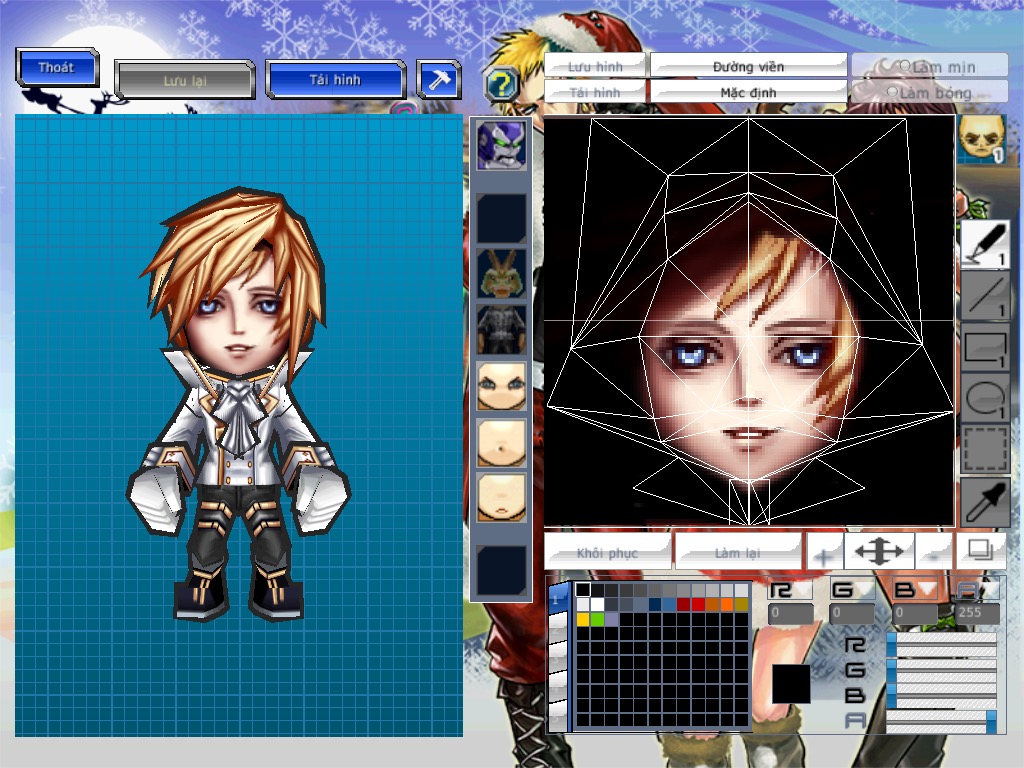 Thoát
Lưu lại
Tải hình
?
Lưu hình
Đường viền
Làm mịn
Tải hình
Mặc định
Làm bóng
1
1
1
1
1
Khôi phục
Làm lại
+
-
1
R G B A
0 0 0 255
R
G
B
A